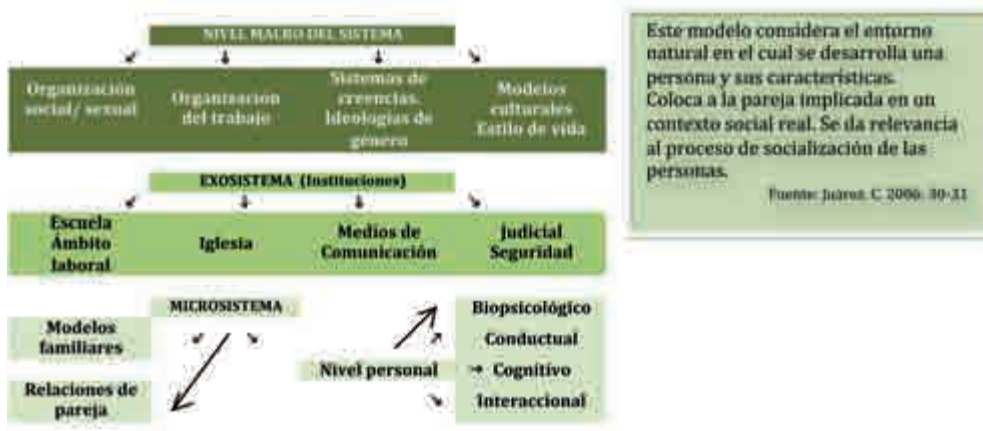 NIVEL MACRO DEL SISTEMA
Organización
social/ sexual
Organización
del trabajo
Sistemas de
creencias.
Ideologías de
género
Modelos
culturales
Estilo de vida
EXOSISTEMA (Instituciones)
Escuela
Ámbito
laboral
Iglesia
Medios de
Comunicación
Judicial
Seguridad
MICROSISTEMA
Modelos
familiares
Relaciones de
pareja
Nivel personal
Biopsicológico
Conductual
Cognitivo
Interaccional
Este modelo considera el entorno
natural en el cual se desarrolla una
persona y sus características.
Coloca a la pareja implicada en un
contexto social real. Se da relevancia
al proceso de socialización de las
personas.
Fuente: Juárez, C. 2006: 30-31